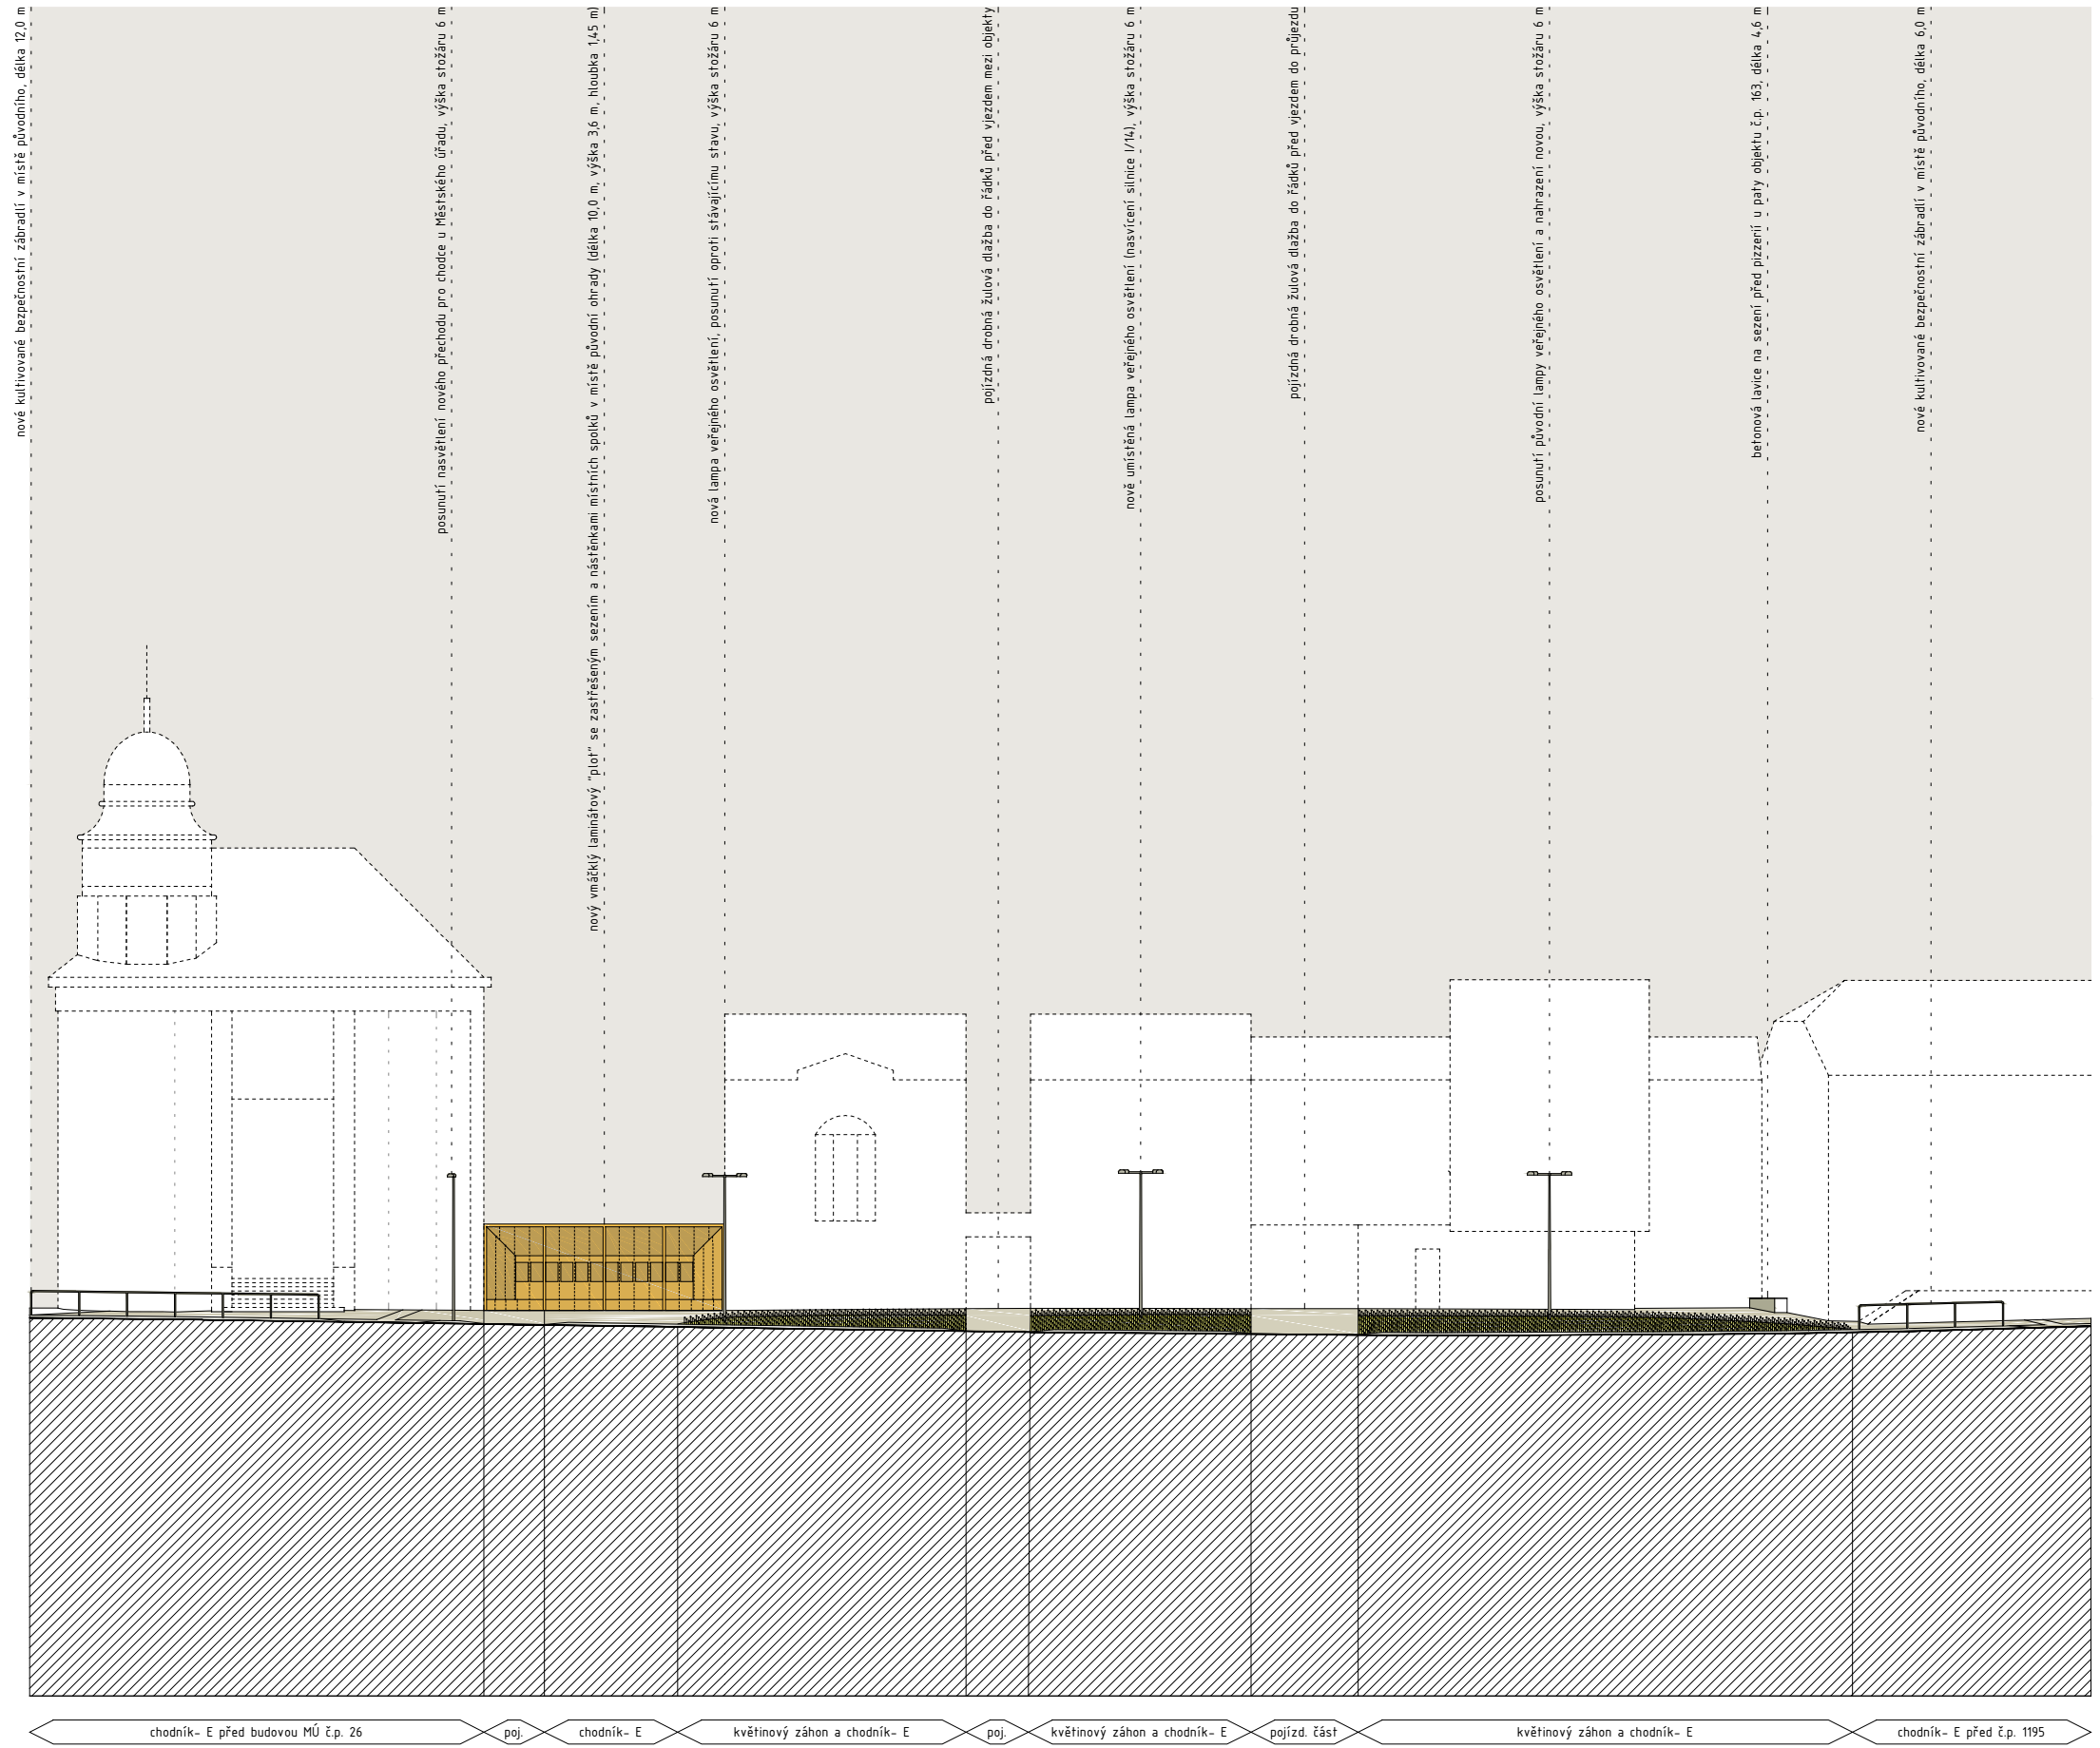 nové kultivované bezpečnostní zábradlí v místě původního, délka 12,0 m
posunutí nasvětlení nového přechodu pro chodce u Městského úřadu, výška stožáru 6 m
nový vmáčklý laminátový "plot" se zastřešeným sezením a nástěnkami místních spolků v místě původní ohrady (délka 10,0 m, výška 3,6 m, hloubka 1,45 m)
nová lampa veřejného osvětlení, posunutí oproti stávajícímu stavu, výška stožáru 6 m
pojízdná drobná žulová dlažba do řádků před vjezdem mezi objekty
nově umístěná lampa veřejného osvětlení (nasvícení silnice I/14), výška stožáru 6 m
pojízdná drobná žulová dlažba do řádků před vjezdem do průjezdu
posunutí původní lampy veřejného osvětlení a nahrazení novou, výška stožáru 6 m
betonová lavice na sezení před pizzerií u paty objektu č.p. 163, délka 4,6 m
nové kultivované bezpečnostní zábradlí v místě původního, délka 6,0 m
chodník- E před budovou MÚ č.p. 26
poj.
chodník- E
květinový záhon a chodník- E
poj.
květinový záhon a chodník- E
pojízd. část
květinový záhon a chodník- E
chodník- E před č.p. 1195